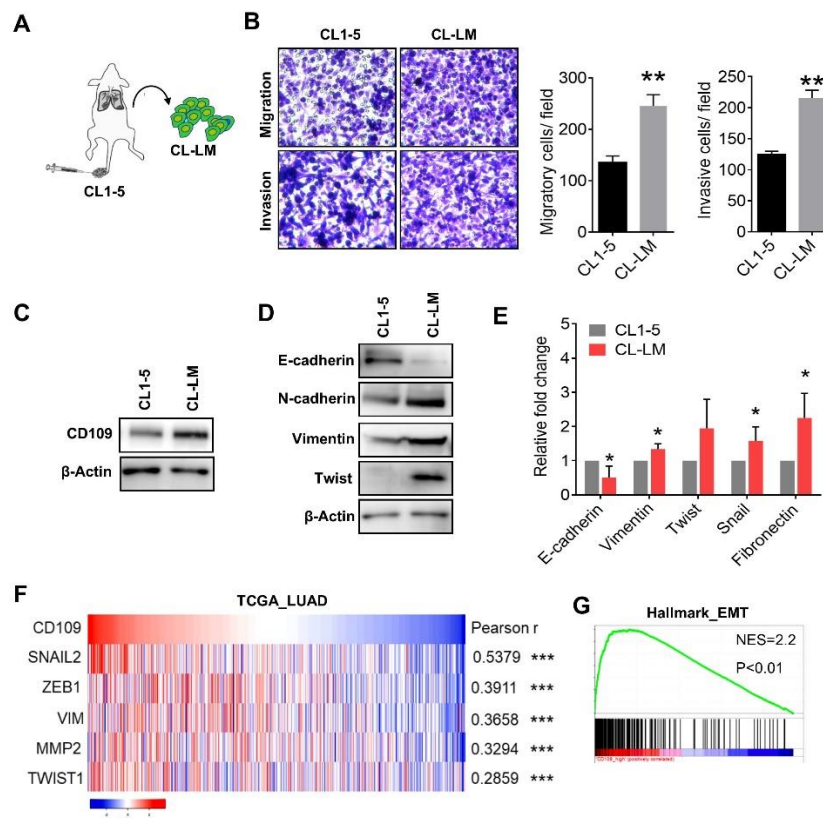 A
CL1-5
CL-LM
B
CL1-5
CL-LM
Migration
Invasion
Migratory cells/ field
300
200
100
0
**
CL1-5
CL-LM
Invasive cells/ field
250
200
150
100
50
0
**
CL1-5
CL-LM
C
CL1-5
CL-LM
CD109
β-Actin
D
CL1-5
CL-LM
E-cadherin
N-cadherin
Vimentin
Twist
β-Actin
E
CL1-5
CL-LM
Relative fold change
5
4
3
2
1
0
*
*
*
*
E-cadherin
Vimentin
Twist
Snail
Fibronectin
F
TCGA_LUAD
CD109 Pearson r
SNAIL2 0.5379 ***
ZEB1 0.3911 ***
VIM 0.3658 ***
MMP2 0.3294 ***
TWIST1 0.2859 ***
G
Hallmark_EMT
NES=2.2
P<0.01